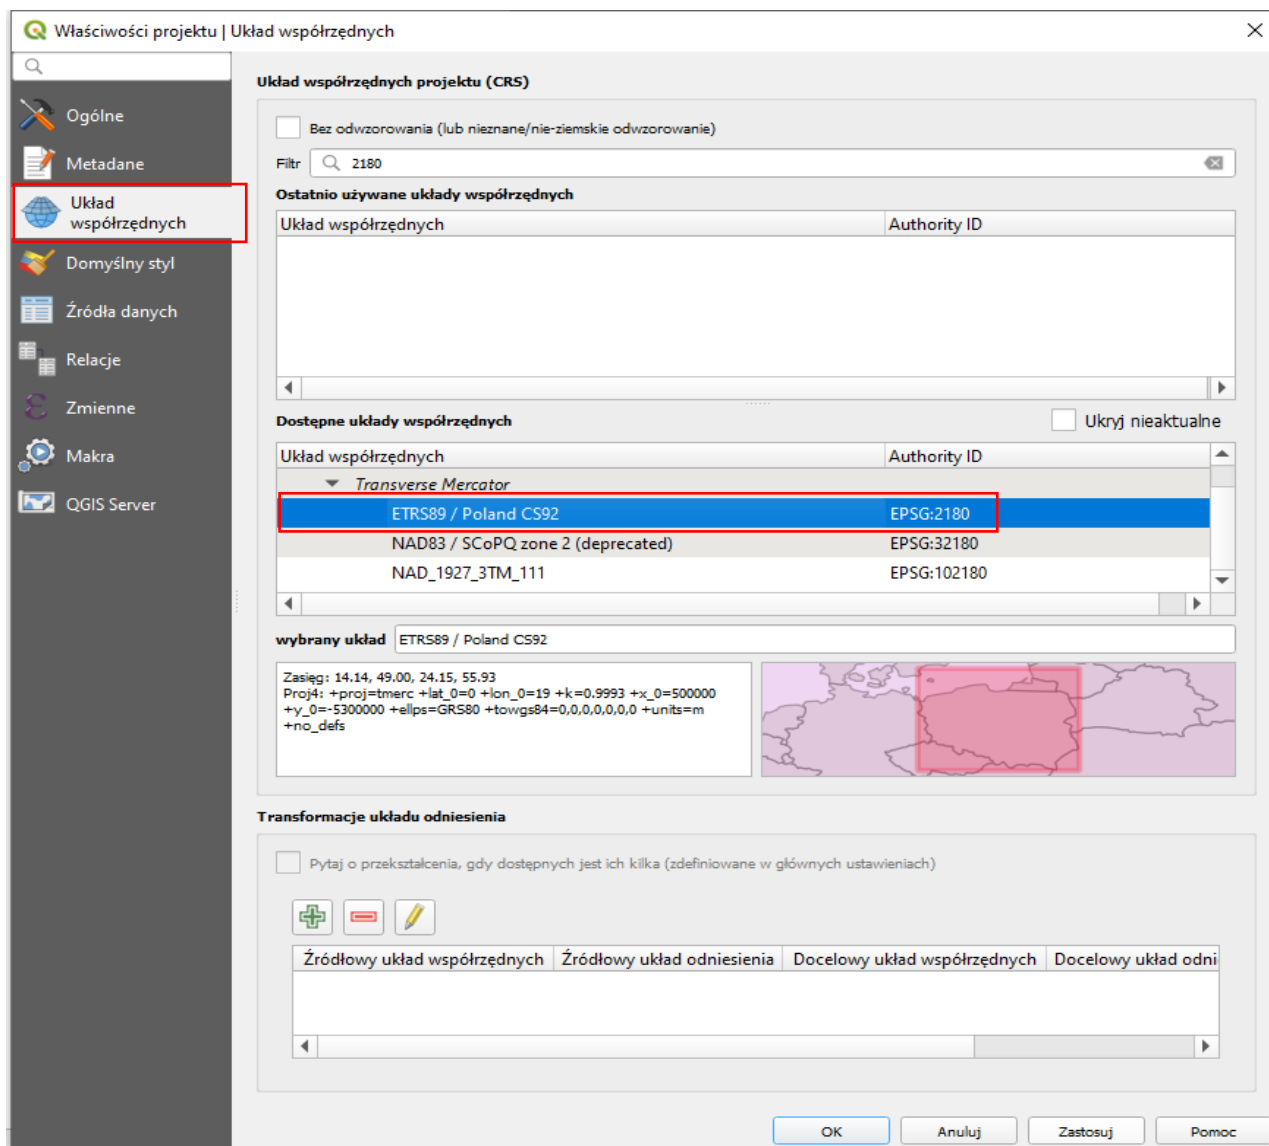 Właściwości projektu | Układ współrzędnych
Ogólne
Metadane
Układ
współrzędnych
Domyślny styl
Źródła danych
Relacje
Zmienne
Makra
QGIS Server
Układ współrzędnych projektu (CRS)
Bez odwzorowania (lub nieznane/nie-ziemskie odwzorowanie)
Filtr 2180
Ostatnio używane układy współrzędnych
Układ współrzędnych Authority ID
Dostępne układy współrzędnych Ukryj nieaktualne
Układ współrzędnych Authority ID
Transverse Mercator
ETRS89 / Poland CS92 EPSG:2180
NAD83 / SCoPQ zone 2 (deprecated) EPSG:32180
NAD_1927_3TM_111 EPSG:102180
wybrany układ ETRS89 / Poland CS92
Zasięg: 14.14, 49.00, 24.15, 55.93
Proj4: +proj=tmerc +lat_0=0 +lon_0=19 +k=0.9993 +x_0=500000
+y_0=-5300000 +ellps=GRS80 +towgs84=0,0,0,0,0,0,0 +units=m
+no_defs
Transformacje układu odniesienia
Pytaj o przekształcenia, gdy dostępnych jest ich kilka (zdefiniowane w głównych ustawieniach)
Źródłowy układ współrzędnych Źródłowy układ odniesienia Docelowy układ współrzędnych Docelowy układ odni
OK Anuluj Zastosuj Pomoc